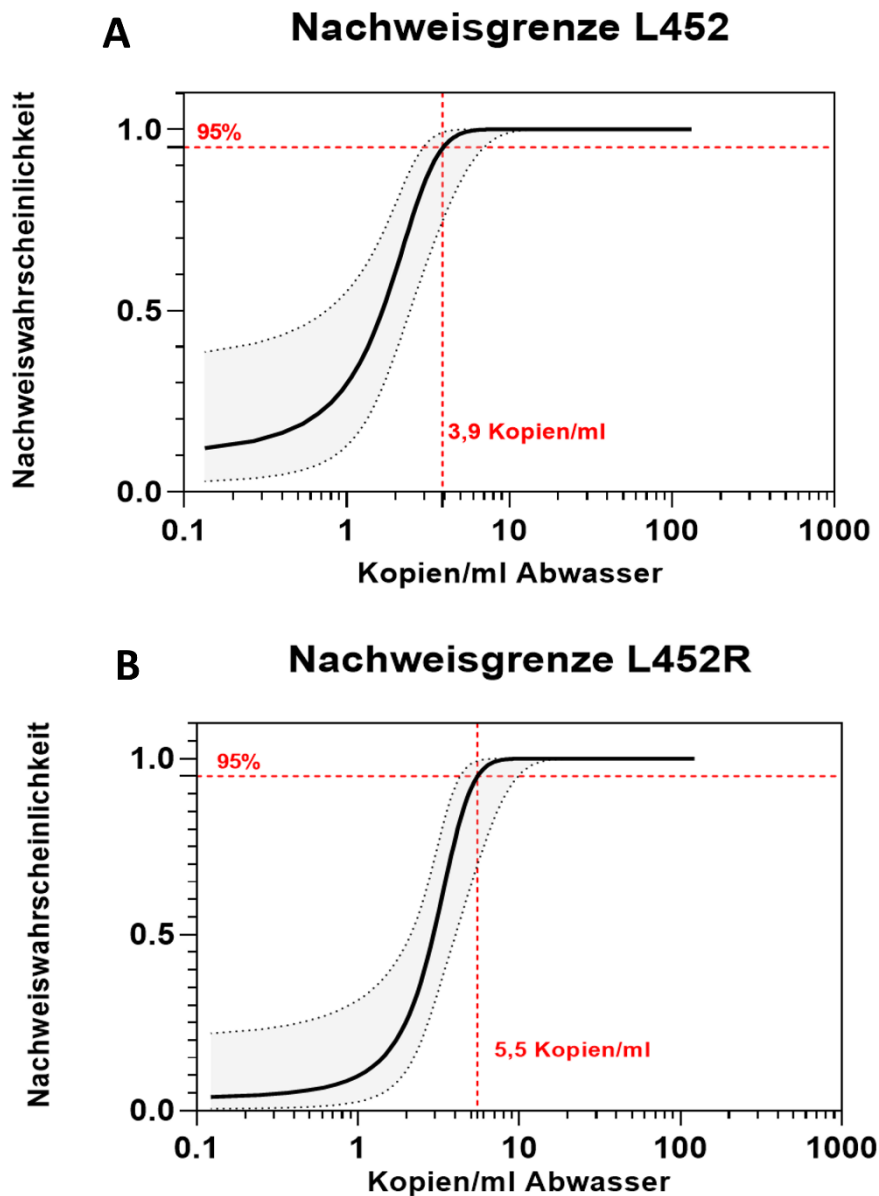 A
Nachweisgrenze L452
Nachweiswahrscheinlichkeit
1.0
0.5
0.0
95%
3,9 Kopien/ml
0.1 1 10 100 1000
Kopien/ml Abwasser
B
Nachweisgrenze L452R
Nachweiswahrscheinlichkeit
1.0
0.5
0.0
95%
5,5 Kopien/ml
0.1 1 10 100 1000
Kopien/ml Abwasser